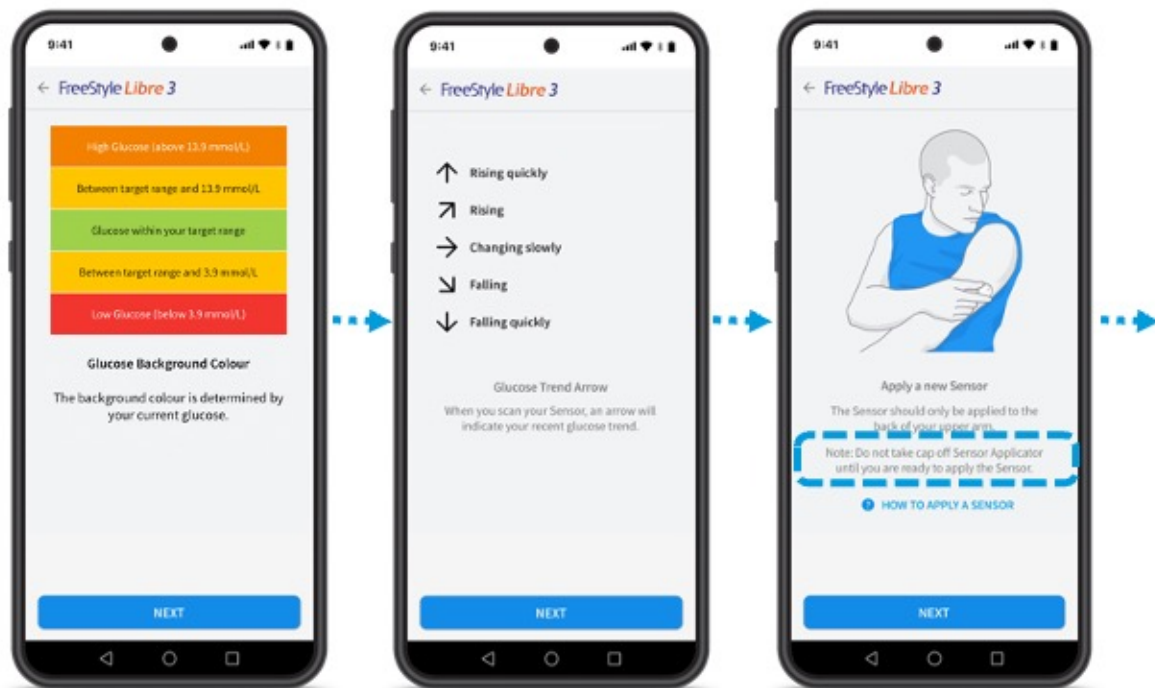 9:41
FreeStyle Libre 3
High Glucose (above 13.9 mmol/L)
Between target range and 13.9 mmol/L
Glucose within your target range
Between target range and 3.9 mmol/L
Low Glucose (below 3.9 mmol/L)
Glucose Background Colour
The background colour is determined by
your current glucose.
NEXT
9:41
FreeStyle Libre 3
Rising quickly
Rising
Changing slowly
Falling
Falling quickly
Glucose Trend Arrow
When you scan your Sensor, an arrow will
indicate your recent glucose trend.
NEXT
9:41
FreeStyle Libre 3
Apply a new Sensor
The Sensor should only be applied to the
back of your upper arm.
Note: Do not take cap off Sensor Applicator
until you are ready to apply the Sensor.
? HOW TO APPLY A SENSOR
NEXT